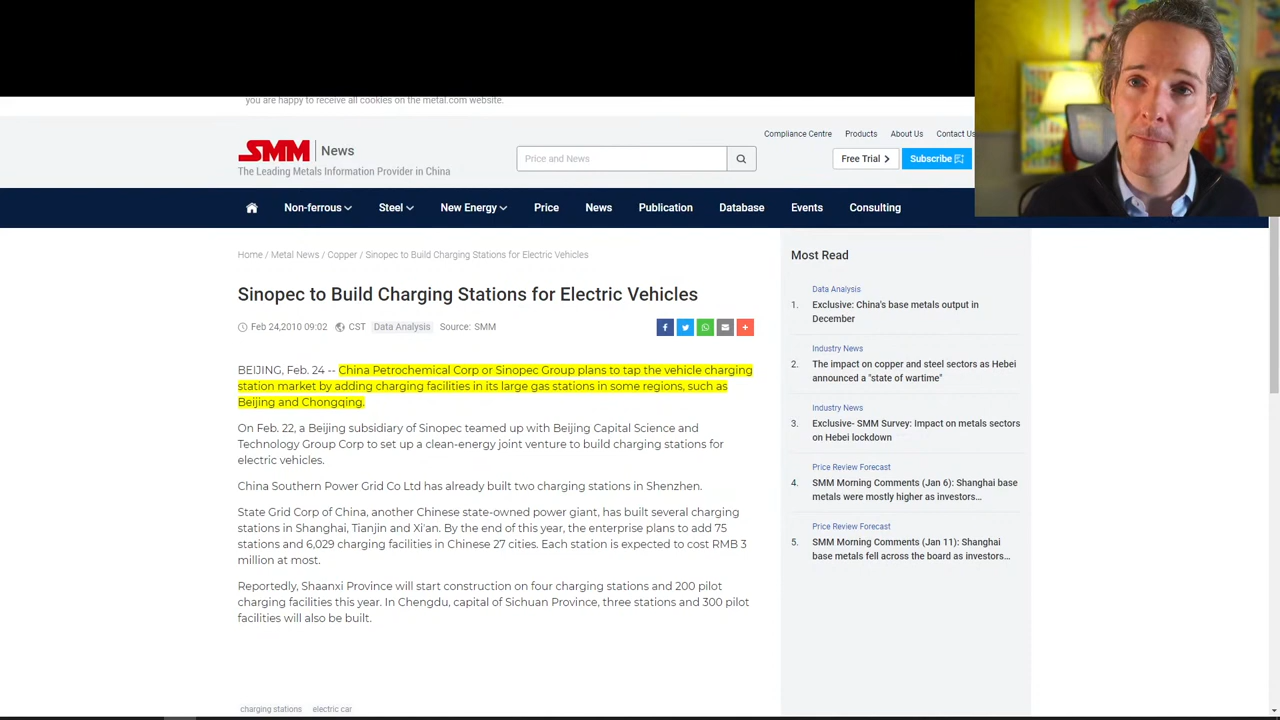 you are happy to receive all cookies on the metal.com website.
Compliance Centre Products About Us Contact Us
SMM News
The Leading Metals Information Provider in China
Price and News
Free Trial
Subscribe
Non-ferrous Steel New Energy Price News Publication Database Events Consulting
Home / Metal News / Copper / Sinopec to Build Charging Stations for Electric Vehicles
Sinopec to Build Charging Stations for Electric Vehicles
Feb 24,2010 09:02 CST Data Analysis Source: SMM
BEIJING, Feb. 24 -- China Petrochemical Corp or Sinopec Group plans to tap the vehicle charging
station market by adding charging facilities in its large gas stations in some regions, such as
Beijing and Chongqing.
On Feb. 22, a Beijing subsidiary of Sinopec teamed up with Beijing Capital Science and
Technology Group Corp to set up a clean-energy joint venture to build charging stations for
electric vehicles.
China Southern Power Grid Co Ltd has already built two charging stations in Shenzhen.
State Grid Corp of China, another Chinese state-owned power giant, has built several charging
stations in Shanghai, Tianjin and Xi'an. By the end of this year, the enterprise plans to add 75
stations and 6,029 charging facilities in Chinese 27 cities. Each station is expected to cost RMB 3
million at most.
Reportedly, Shaanxi Province will start construction on four charging stations and 200 pilot
charging facilities this year. In Chengdu, capital of Sichuan Province, three stations and 300 pilot
facilities will also be built.
charging stations electric car
Most Read
Data Analysis
1. Exclusive: China's base metals output in
December
Industry News
2. The impact on copper and steel sectors as Hebei
announced a "state of wartime"
Industry News
3. Exclusive- SMM Survey: Impact on metals sectors
on Hebei lockdown
Price Review Forecast
4. SMM Morning Comments (Jan 6): Shanghai base
metals were mostly higher as investors…
Price Review Forecast
5. SMM Morning Comments (Jan 11): Shanghai
base metals fell across the board as investors…